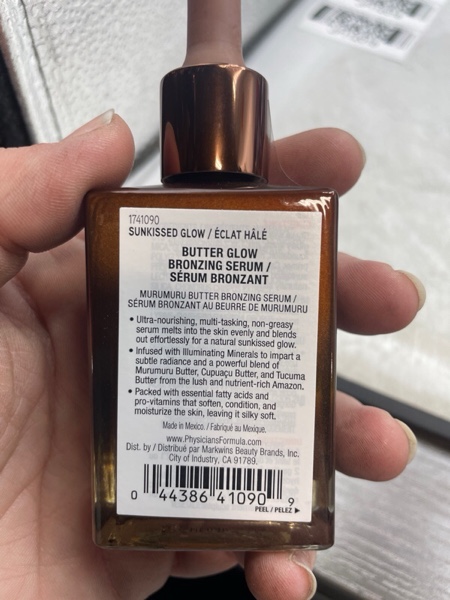 1741090
SUNKISSED GLOW / ÉCLAT HÂLÉ
BUTTER GLOW
BRONZING SERUM /
SÉRUM BRONZANT
MURUMURU BUTTER BRONZING SERUM /
SÉRUM BRONZANT AU BEURRE DE MURUMURU
• Ultra-nourishing, multi-tasking, non-greasy
serum melts into the skin evenly and blends
out effortlessly for a natural sunkissed glow.
• Infused with Illuminating Minerals to impart a
subtle radiance and a powerful blend of
Murumuru Butter, Cupuaçu Butter, and Tucuma
Butter from the lush and nutrient-rich Amazon.
• Packed with essential fatty acids and
pro-vitamins that soften, condition, and
moisturize the skin, leaving it silky soft.
Made in Mexico. / Fabriqué au Mexique.
www.PhysiciansFormula.com
Dist. by / Distribué par Markwins Beauty Brands, Inc.
City of Industry, CA 91789.
0 44386 41090 9
PEEL / PELEZ ▶